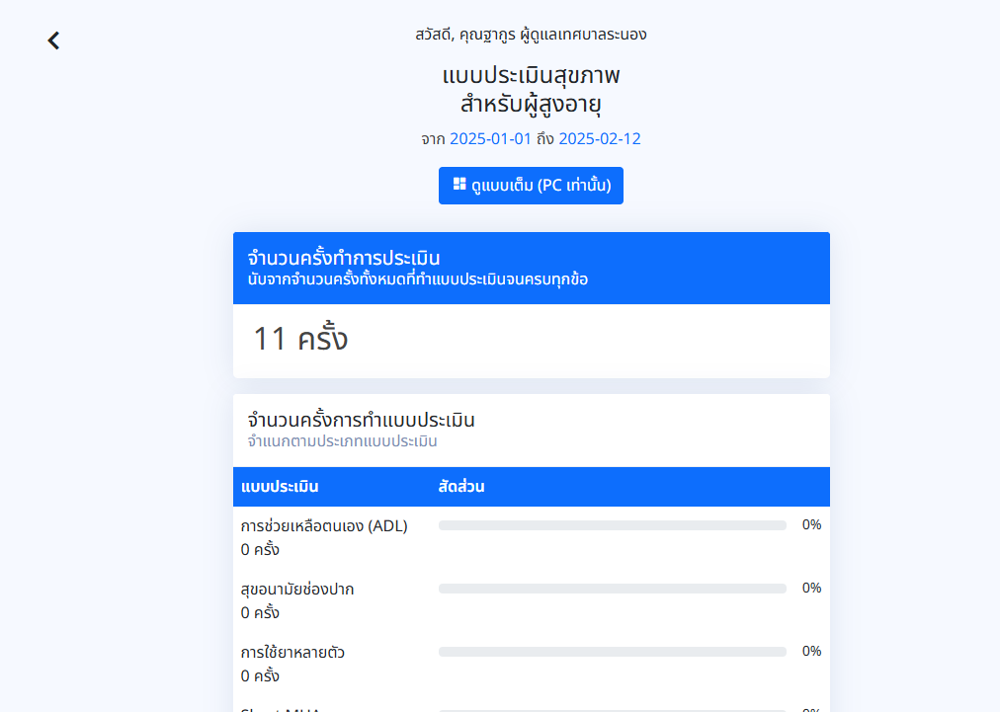 สวัสดี, คุณฐากูร ผู้ดูแลเทศบาลระนอง
แบบประเมินสุขภาพ
สำหรับผู้สูงอายุ
จาก 2025-01-01 ถึง 2025-02-12
ดูแบบเต็ม (PC เท่านั้น)
จำนวนครั้งทำการประเมิน
นับจากจำนวนครั้งทั้งหมดที่ทำแบบประเมินจนครบทุกข้อ
11 ครั้ง
จำนวนครั้งการทำแบบประเมิน
จำแนกตามประเภทแบบประเมิน
แบบประเมิน สัดส่วน
การช่วยเหลือตนเอง (ADL) 0%
0 ครั้ง
สุขอนามัยช่องปาก 0%
0 ครั้ง
การใช้ยาหลายตัว 0%
0 ครั้ง